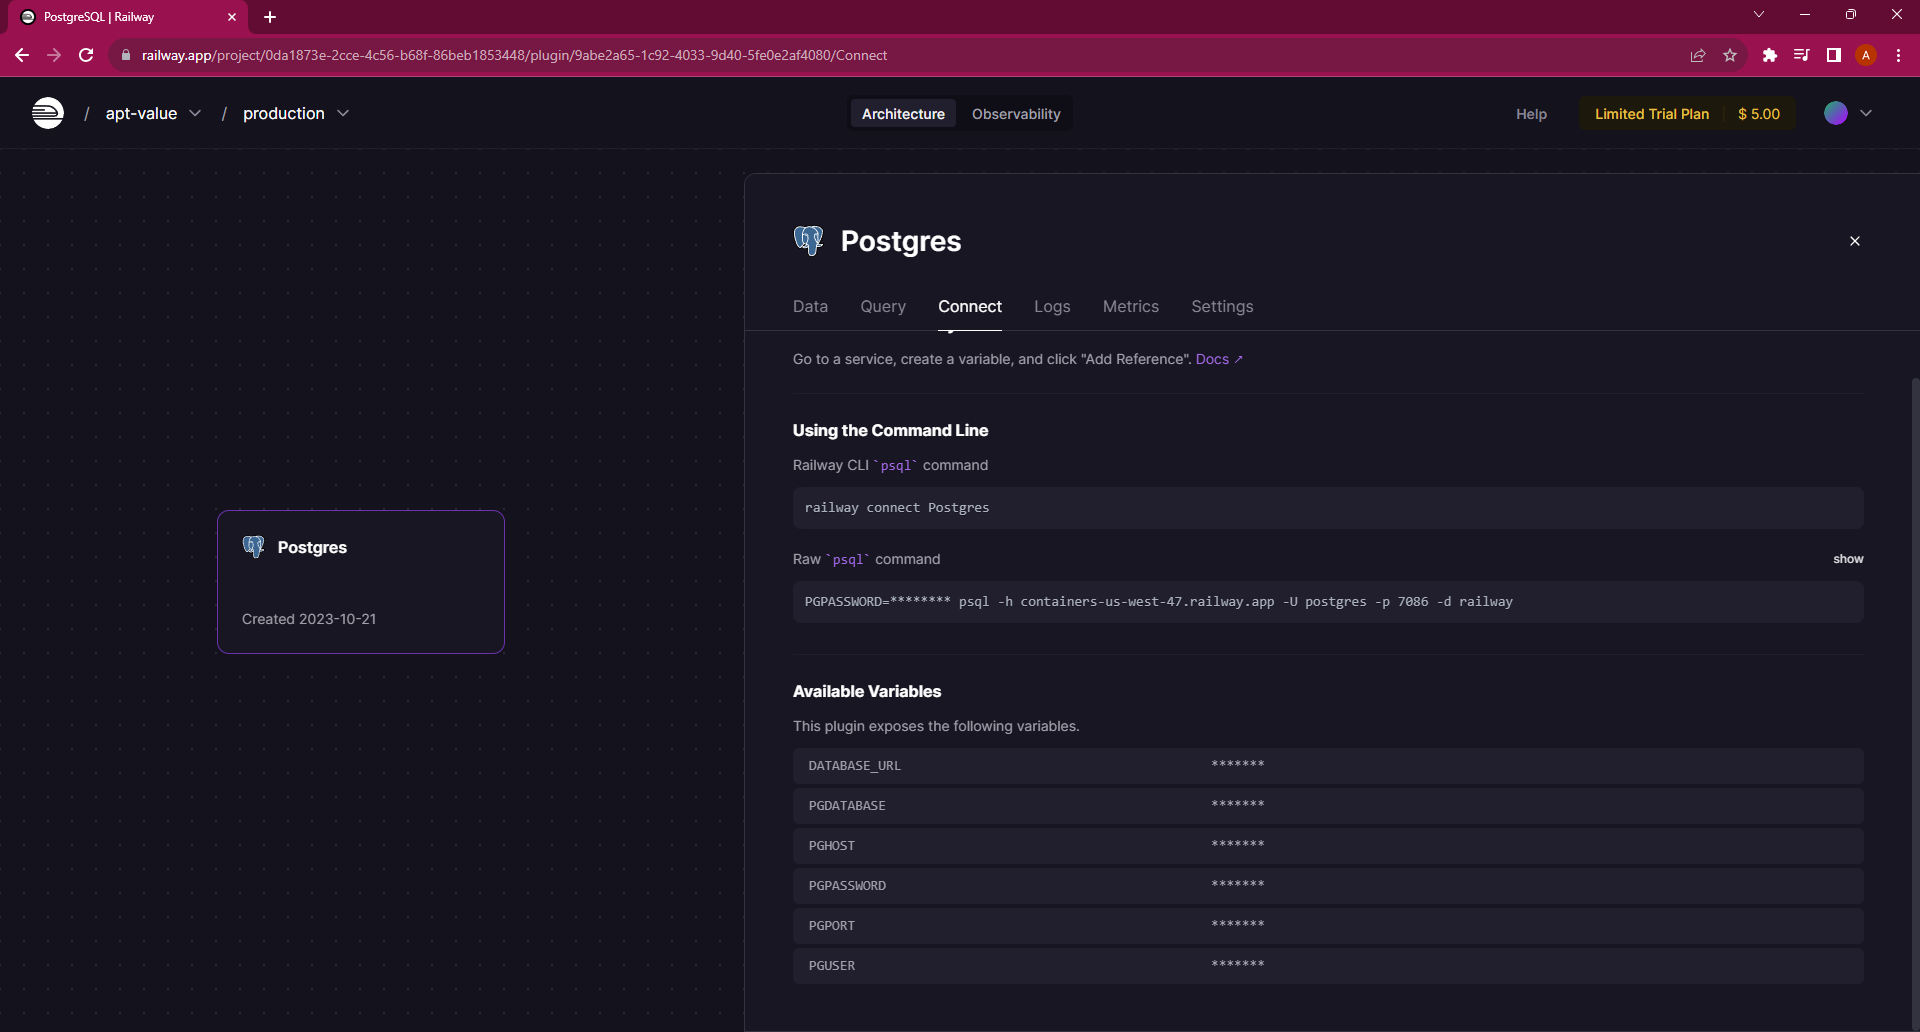 PostgreSQL | Railway
railway.app/project/0da1873e-2cce-4c56-b68f-86beb1853448/plugin/9abe2a65-1c92-4033-9d40-5fe0e2af4080/Connect
A
/ apt-value / production
Architecture Observability
Help
Limited Trial Plan $ 5.00
Postgres
Created 2023-10-21
Postgres
Data Query Connect Logs Metrics Settings
Go to a service, create a variable, and click "Add Reference". Docs ↗
Using the Command Line
Railway CLI `psql` command
railway connect Postgres
Raw `psql` command show
PGPASSWORD=******** psql -h containers-us-west-47.railway.app -U postgres -p 7086 -d railway
Available Variables
This plugin exposes the following variables.
DATABASE_URL *******
PGDATABASE *******
PGHOST *******
PGPASSWORD *******
PGPORT *******
PGUSER *******